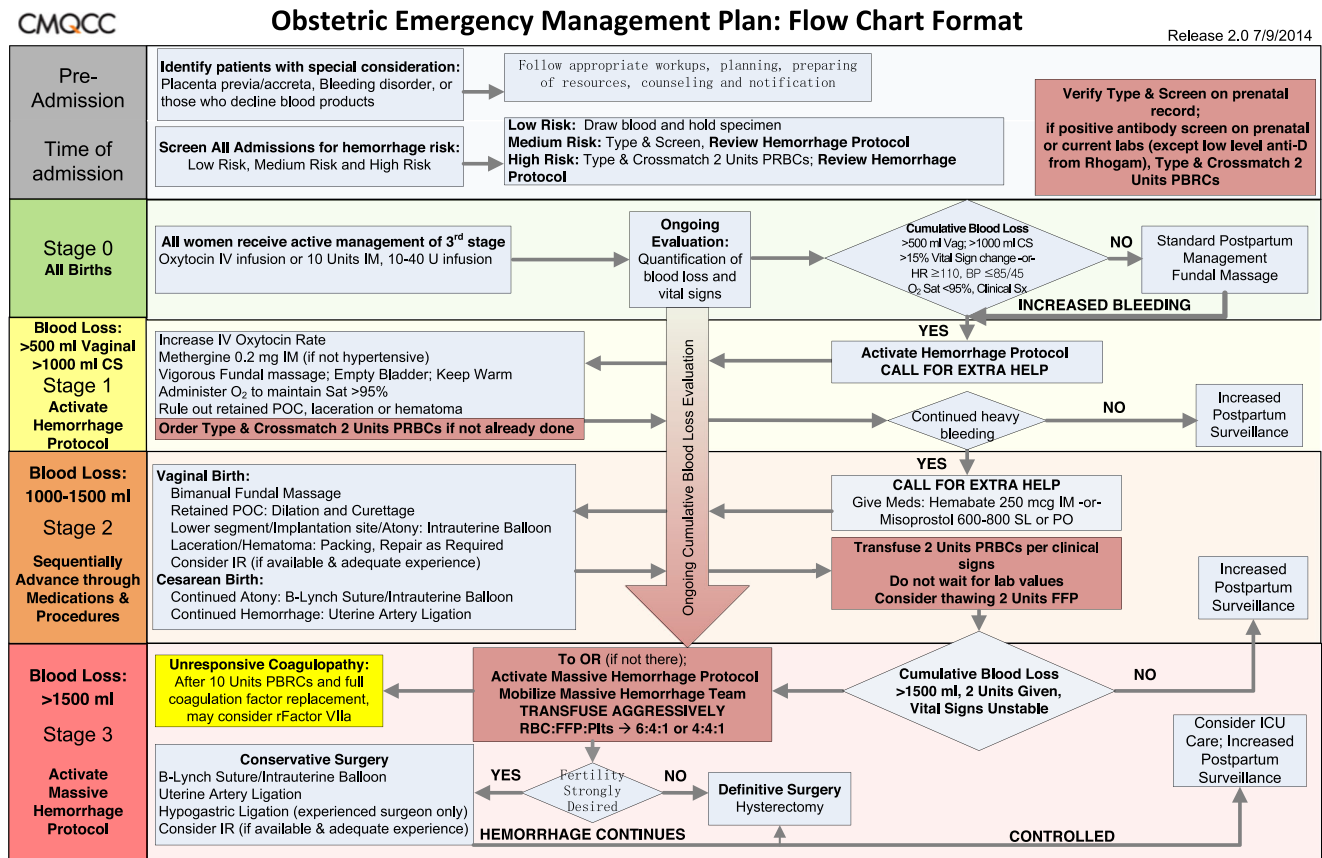 CMQCC
Obstetric Emergency Management Plan: Flow Chart Format
Release 2.0 7/9/2014
Pre-
Admission
Identify patients with special consideration:
Placenta previa/accreta, Bleeding disorder, or
those who decline blood products
Follow appropriate workups, planning, preparing
of resources, counseling and notification
Time of
admission
Screen All Admissions for hemorrhage risk:
Low Risk, Medium Risk and High Risk
Low Risk: Draw blood and hold specimen
Medium Risk: Type & Screen, Review Hemorrhage Protocol
High Risk: Type & Crossmatch 2 Units PRBCs; Review Hemorrhage
Protocol
Verify Type & Screen on prenatal
record;
if positive antibody screen on prenatal
or current labs (except low level anti-D
from Rhogam), Type & Crossmatch 2
Units PBRCs
Stage 0
All Births
All women receive active management of 3rd stage
Oxytocin IV infusion or 10 Units IM, 10-40 U infusion
Ongoing
Evaluation:
Quantification of
blood loss and
vital signs
Cumulative Blood Loss
>500 ml Vag; >1000 ml CS
>15% Vital Sign change -or-
HR ≥110, BP ≤85/45
O2 Sat <95%, Clinical Sx
NO
Standard Postpartum
Management
Fundal Massage
INCREASED BLEEDING
YES
Blood Loss:
>500 ml Vaginal
>1000 ml CS
Stage 1
Activate
Hemorrhage
Protocol
Increase IV Oxytocin Rate
Methergine 0.2 mg IM (if not hypertensive)
Vigorous Fundal massage; Empty Bladder; Keep Warm
Administer O2 to maintain Sat >95%
Rule out retained POC, laceration or hematoma
Order Type & Crossmatch 2 Units PRBCs if not already done
Ongoing Cumulative Blood Loss Evaluation
Activate Hemorrhage Protocol
CALL FOR EXTRA HELP
Continued heavy
bleeding
NO
Increased
Postpartum
Surveillance
YES
Blood Loss:
1000-1500 ml
Stage 2
Sequentially
Advance through
Medications &
Procedures
Vaginal Birth:
Bimanual Fundal Massage
Retained POC: Dilation and Curettage
Lower segment/Implantation site/Atony: Intrauterine Balloon
Laceration/Hematoma: Packing, Repair as Required
Consider IR (if available & adequate experience)
Cesarean Birth:
Continued Atony: B-Lynch Suture/Intrauterine Balloon
Continued Hemorrhage: Uterine Artery Ligation
CALL FOR EXTRA HELP
Give Meds: Hemabate 250 mcg IM -or-
Misoprostol 600-800 SL or PO
Transfuse 2 Units PRBCs per clinical
signs
Do not wait for lab values
Consider thawing 2 Units FFP
Increased
Postpartum
Surveillance
Blood Loss:
>1500 ml
Stage 3
Activate
Massive
Hemorrhage
Protocol
Unresponsive Coagulopathy:
After 10 Units PBRCs and full
coagulation factor replacement,
may consider rFactor VIIa
To OR (if not there);
Activate Massive Hemorrhage Protocol
Mobilize Massive Hemorrhage Team
TRANSFUSE AGGRESSIVELY
RBC:FFP:Plts → 6:4:1 or 4:4:1
Cumulative Blood Loss
>1500 ml, 2 Units Given,
Vital Signs Unstable
NO
Conservative Surgery
B-Lynch Suture/Intrauterine Balloon
Uterine Artery Ligation
Hypogastric Ligation (experienced surgeon only)
Consider IR (if available & adequate experience)
YES
Fertility
Strongly
Desired
NO
Definitive Surgery
Hysterectomy
Consider ICU
Care; Increased
Postpartum
Surveillance
HEMORRHAGE CONTINUES
CONTROLLED